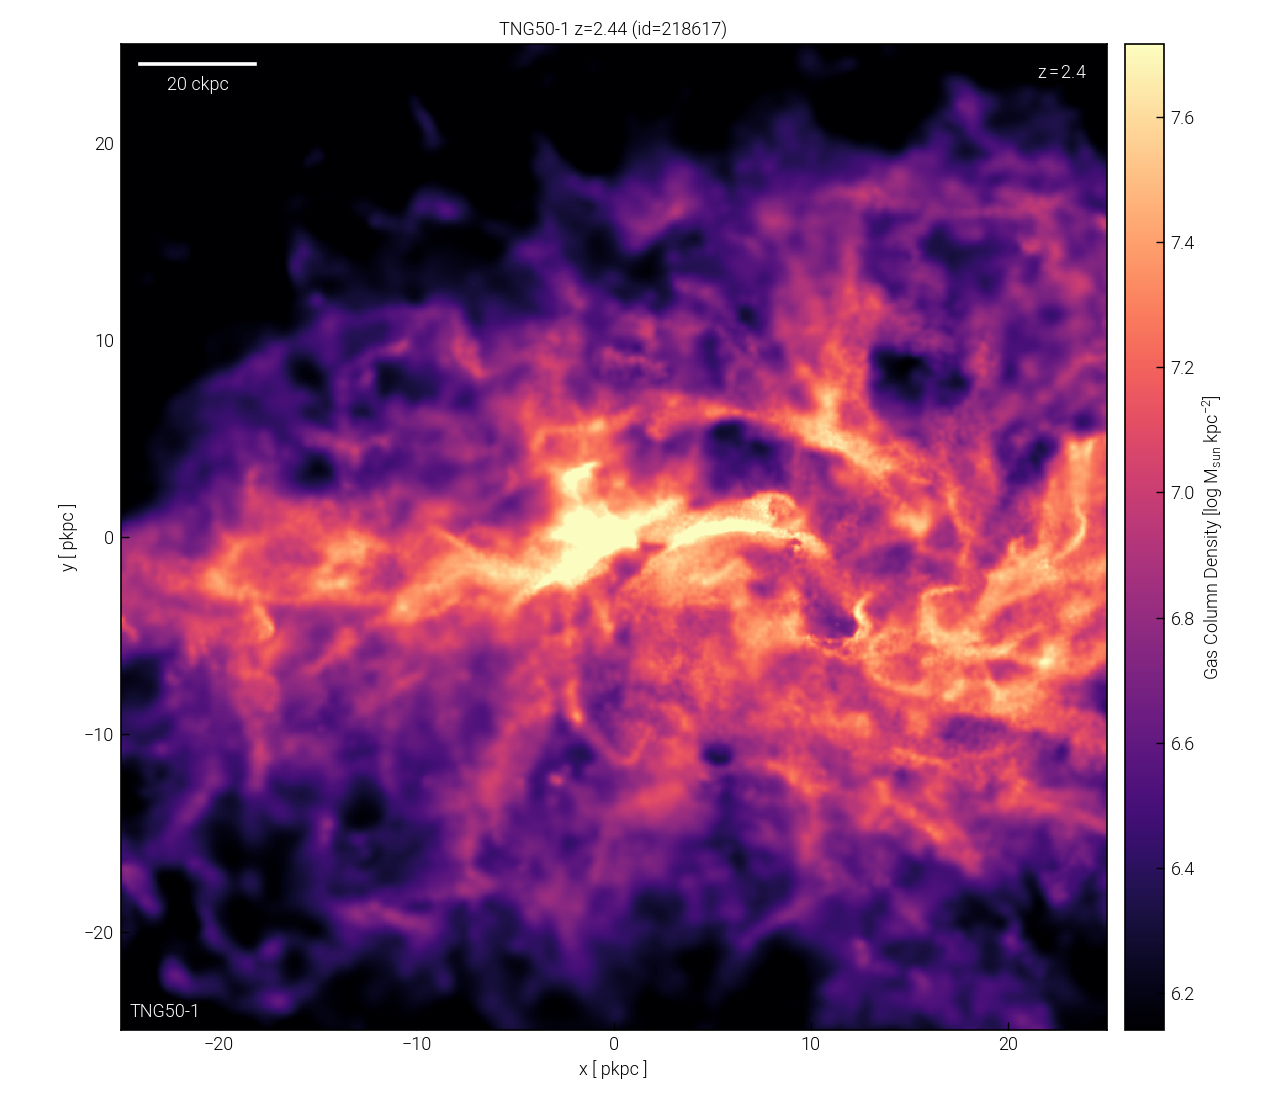 TNG50-1 z=2.44 (id=218617)
20 ckpc
z=2.4
TNG50-1
20
10
0
−10
−20
y [ pkpc ]
−20
−10
0
10
20
x [ pkpc ]
7.6
7.4
7.2
7.0
6.8
6.6
6.4
6.2
Gas Column Density [log M_sun kpc^−2]